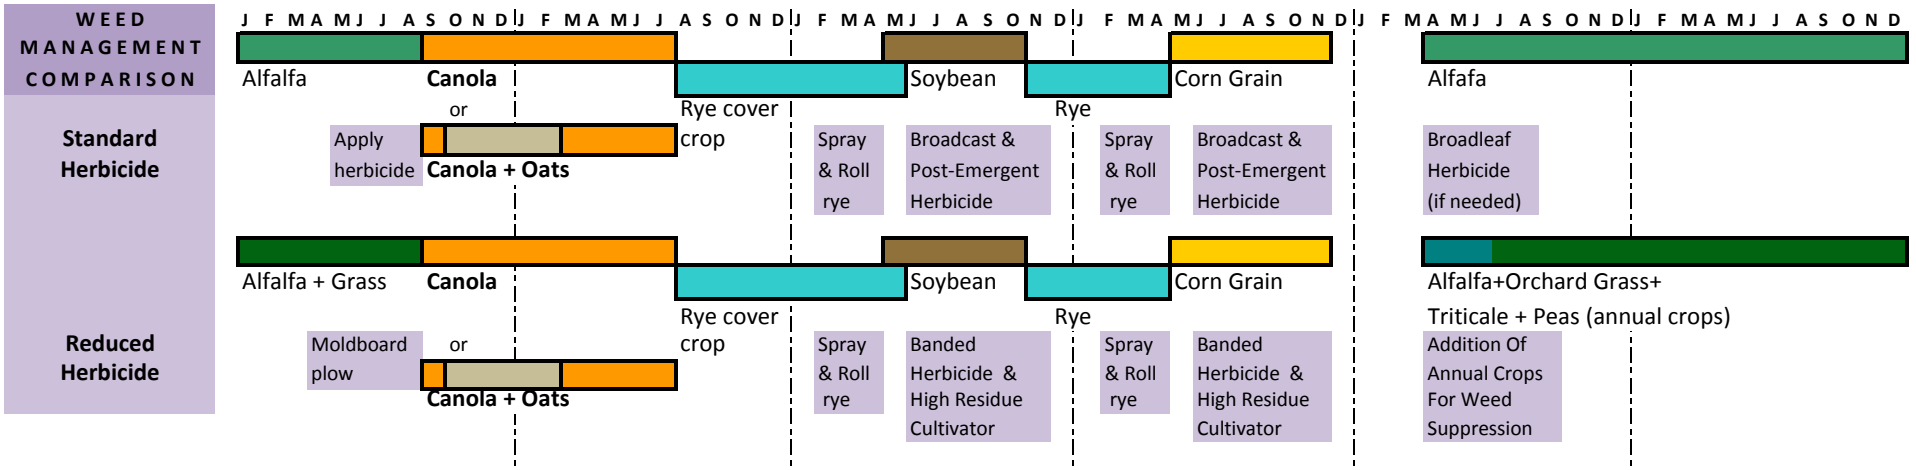 WEED
MANAGEMENT
COMPARISON
J F M A M J J A S O N D J F M A M J J A S O N D J F M A M J J A S O N D J F M A M J J A S O N D J F M A M J J A S O N D J F M A M J J A S O N D
Alfalfa Canola Soybean Corn Grain Alfafa
or Rye cover Rye
crop
Standard
Herbicide
Apply
herbicide
Canola + Oats
Spray
& Roll
rye
Broadcast &
Post-Emergent
Herbicide
Spray
& Roll
rye
Broadcast &
Post-Emergent
Herbicide
Broadleaf
Herbicide
(if needed)
Alfalfa + Grass Canola Soybean Corn Grain Alfalfa+Orchard Grass+
Rye cover Rye Triticale + Peas (annual crops)
crop
Reduced
Herbicide
Moldboard
plow
or
Canola + Oats
Spray
& Roll
rye
Banded
Herbicide &
High Residue
Cultivator
Spray
& Roll
rye
Banded
Herbicide &
High Residue
Cultivator
Addition Of
Annual Crops
For Weed
Suppression